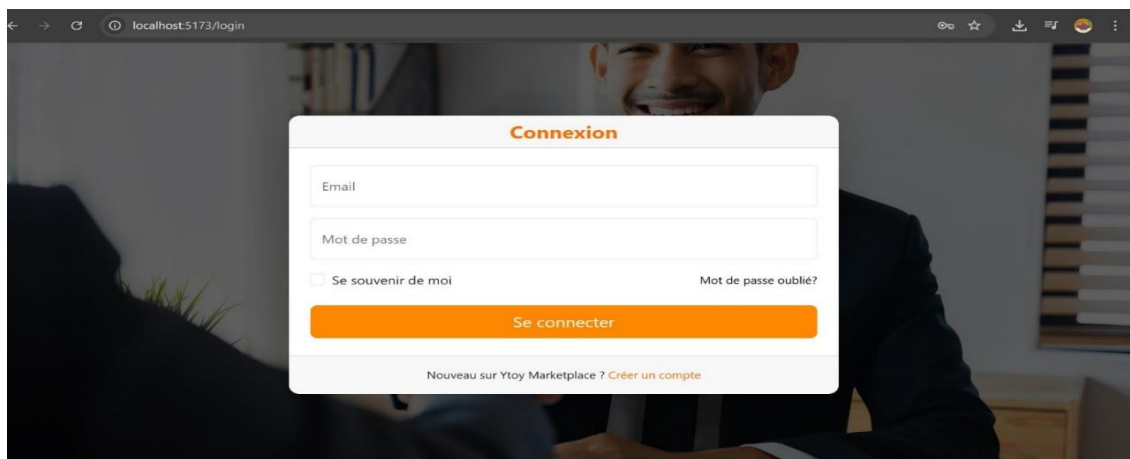 localhost:5173/login
Connexion
Email
Mot de passe
Se souvenir de moi
Mot de passe oublié?
Se connecter
Nouveau sur Ytoy Marketplace ? Créer un compte